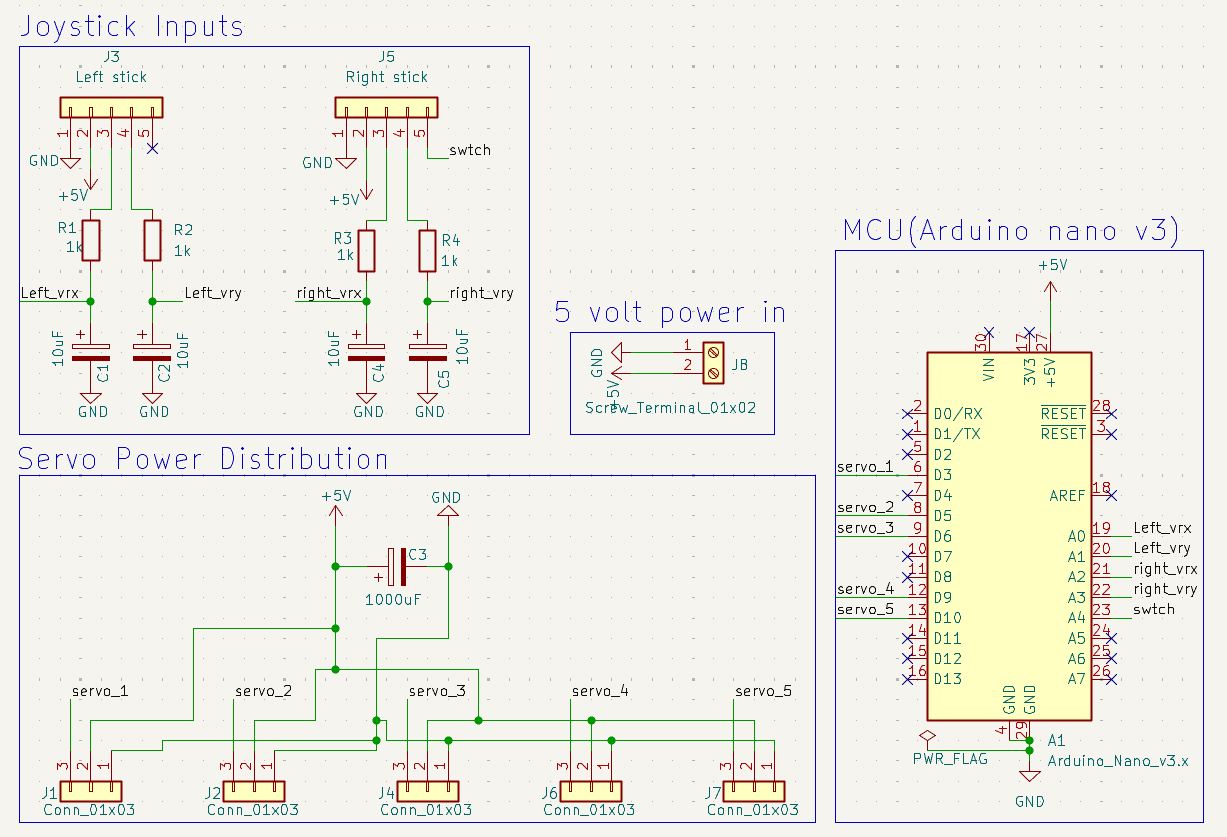 Joystick Inputs
J3
Left stick
1 2 3 4 5
GND
+5V
R1
1k
R2
1k
Left_vrx
Left_vry
10uF
C1
GND
10uF
C2
GND
J5
Right stick
1 2 3 4 5
swtch
GND
+5V
R3
1k
R4
1k
right_vrx
right_vry
10uF
C4
GND
10uF
C5
GND
5 volt power in
GND
+5V
1
2
J8
Screw_Terminal_01x02
Servo Power Distribution
+5V
GND
C3
1000uF
servo_1
servo_2
servo_3
servo_4
servo_5
3 2 1
3 2 1
3 2 1
3 2 1
3 2 1
J1
Conn_01x03
J2
Conn_01x03
J4
Conn_01x03
J6
Conn_01x03
J7
Conn_01x03
MCU(Arduino nano v3)
+5V
30 17 27
VIN 3V3 +5V
2 D0/RX
1 D1/TX
5 D2
servo_1 6 D3
7 D4
servo_2 8 D5
servo_3 9 D6
10 D7
11 D8
servo_4 12 D9
servo_5 13 D10
14 D11
15 D12
16 D13
RESET 28
RESET 3
AREF 18
A0 19 Left_vrx
A1 20 Left_vry
A2 21 right_vrx
A3 22 right_vry
A4 23 swtch
A5 24
A6 25
A7 26
GND GND
4 29
PWR_FLAG
A1
Arduino_Nano_v3.x
GND